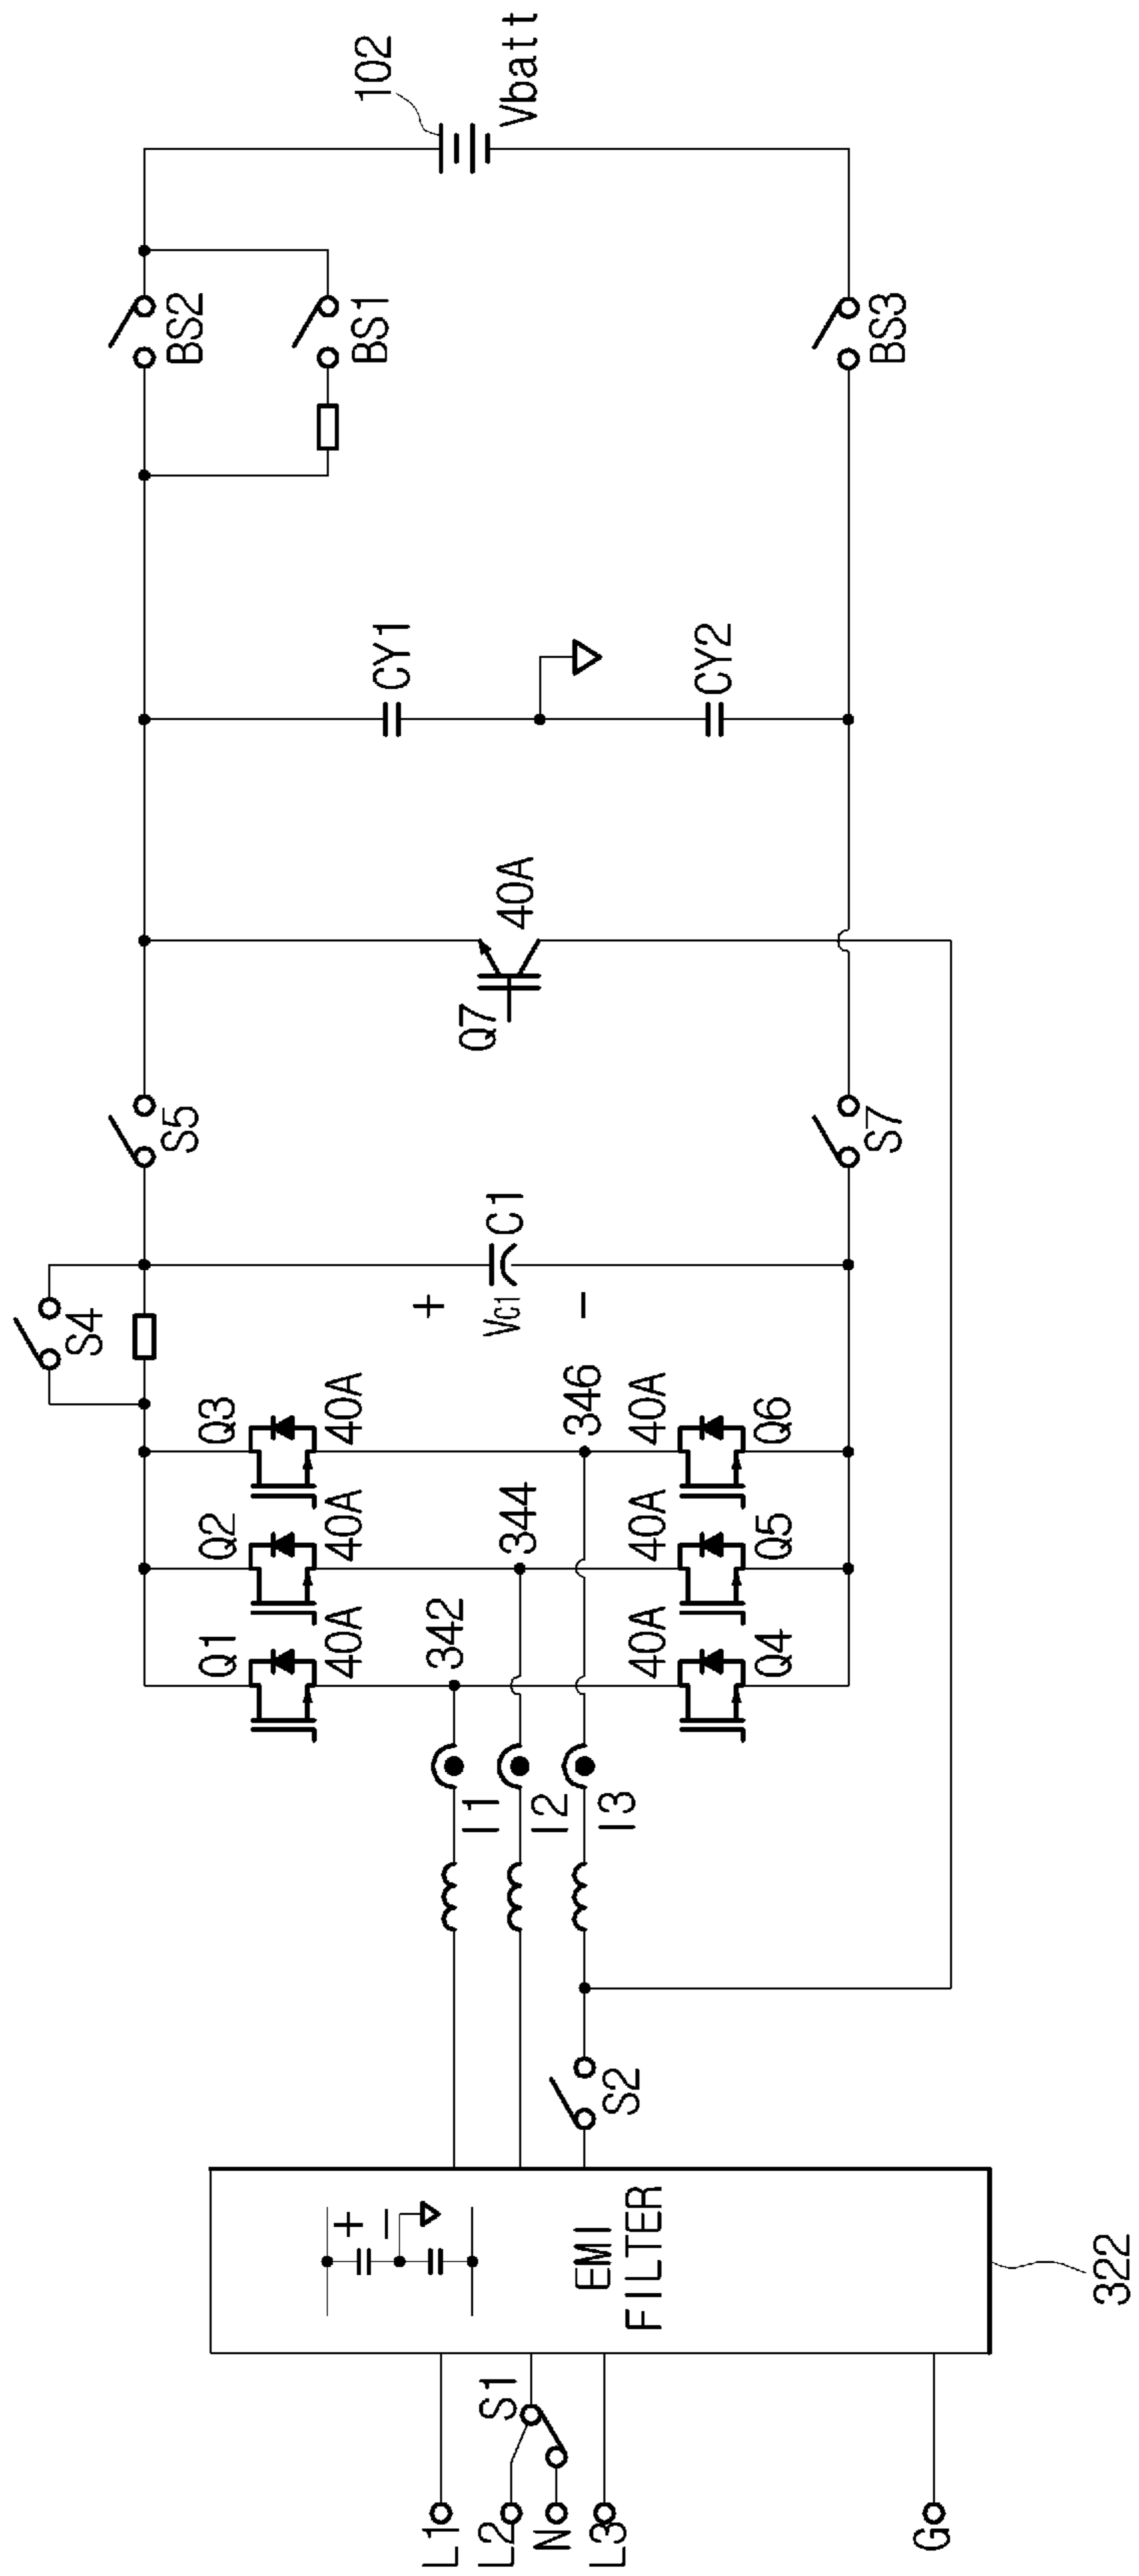 102
Vbatt
BS2
BS1
BS3
CY1
CY2
40A
Q7
S5
S7
S4
C1
+
VC1
−
Q3
40A
346
40A
Q6
Q2
40A
344
40A
Q5
Q1
40A
342
40A
Q4
I1
I2
I3
S2
+
−
EMI
FILTER
322
S1
L1
L2
N
L3
G